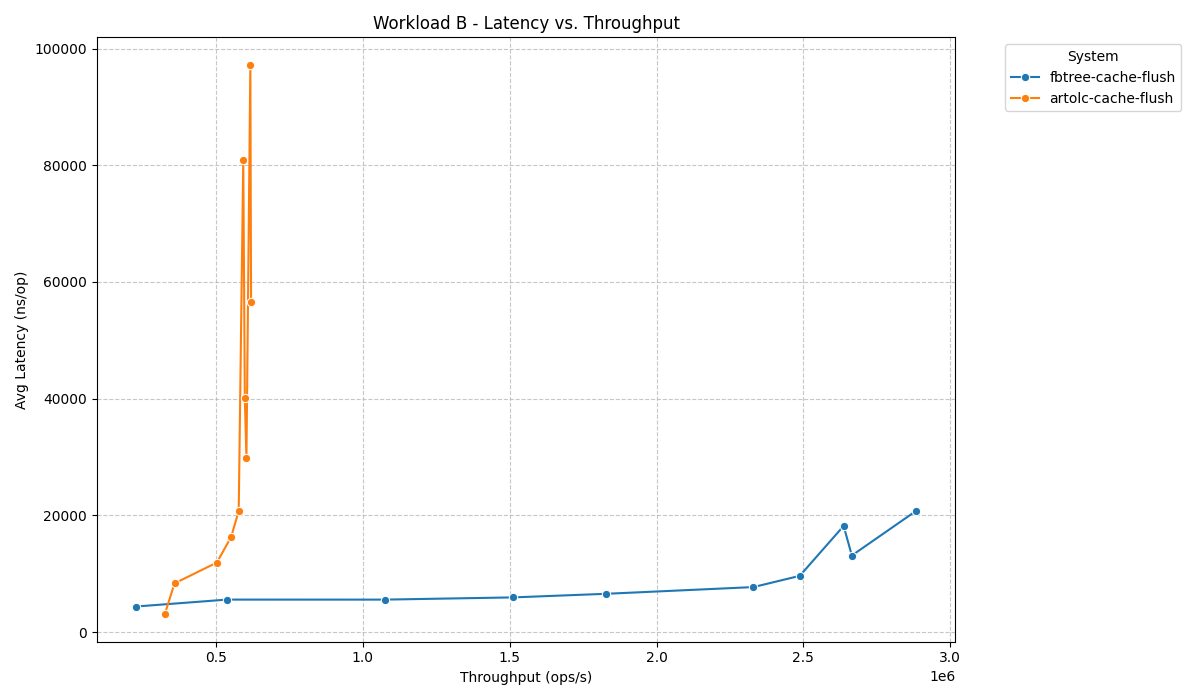 Workload B - Latency vs. Throughput
System
fbtree-cache-flush
artolc-cache-flush
Avg Latency (ns/op)
100000
80000
60000
40000
20000
0
0.5
1.0
1.5
2.0
2.5
3.0
1e6
Throughput (ops/s)